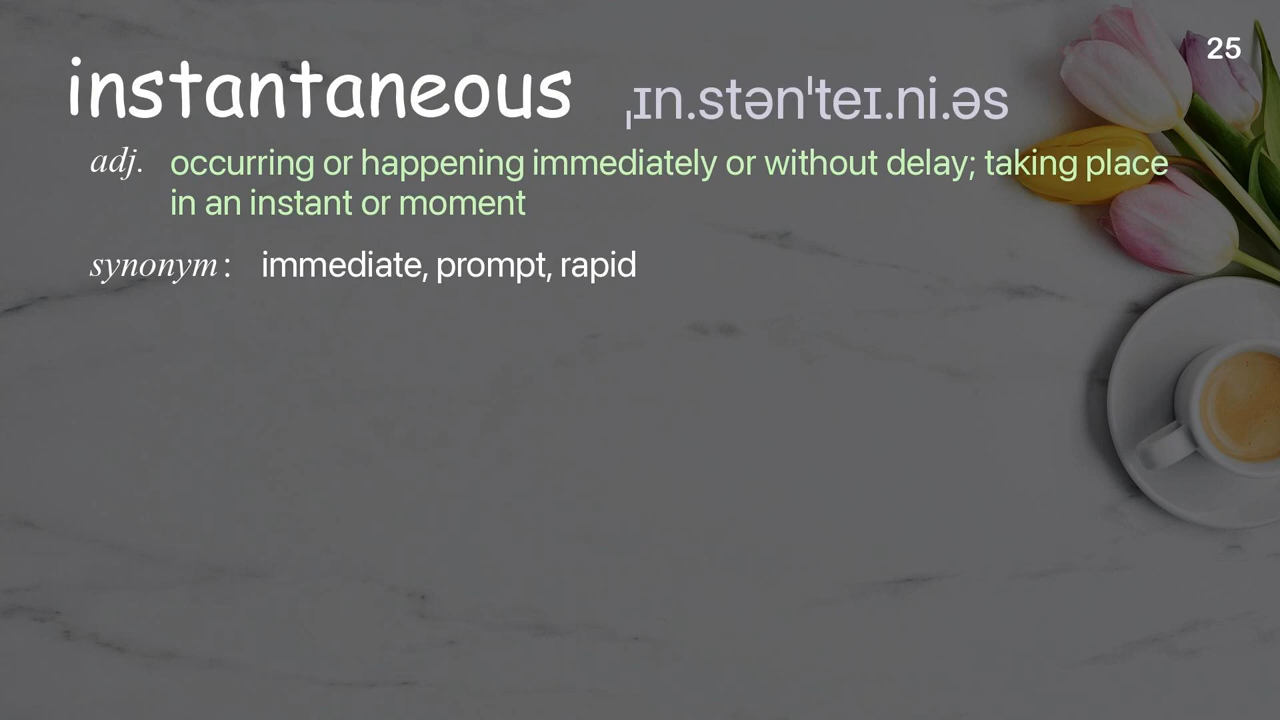 25
instantaneous ˌɪn.stənˈteɪ.ni.əs
adj. occurring or happening immediately or without delay; taking place
in an instant or moment
synonym : immediate, prompt, rapid